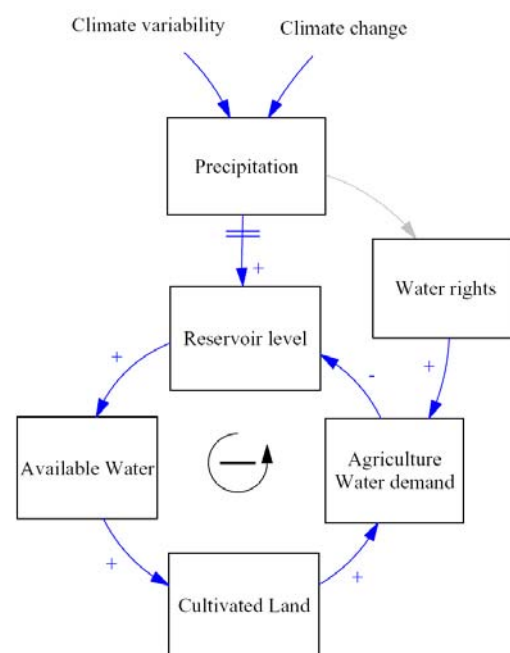 Climate variability
Climate change
Precipitation
+
Water rights
Reservoir level
+
-
+
Available Water
Agriculture
Water demand
+
+
Cultivated Land